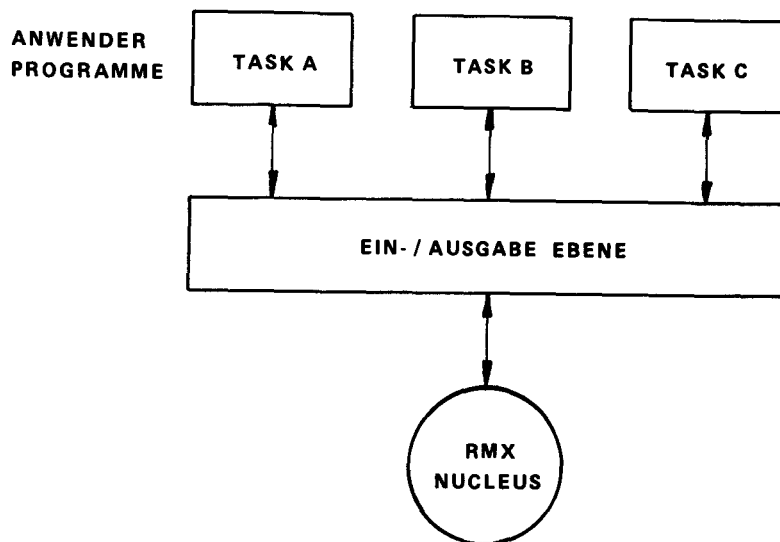 ANWENDER
PROGRAMME
TASK A
TASK B
TASK C
EIN- / AUSGABE EBENE
RMX
NUCLEUS